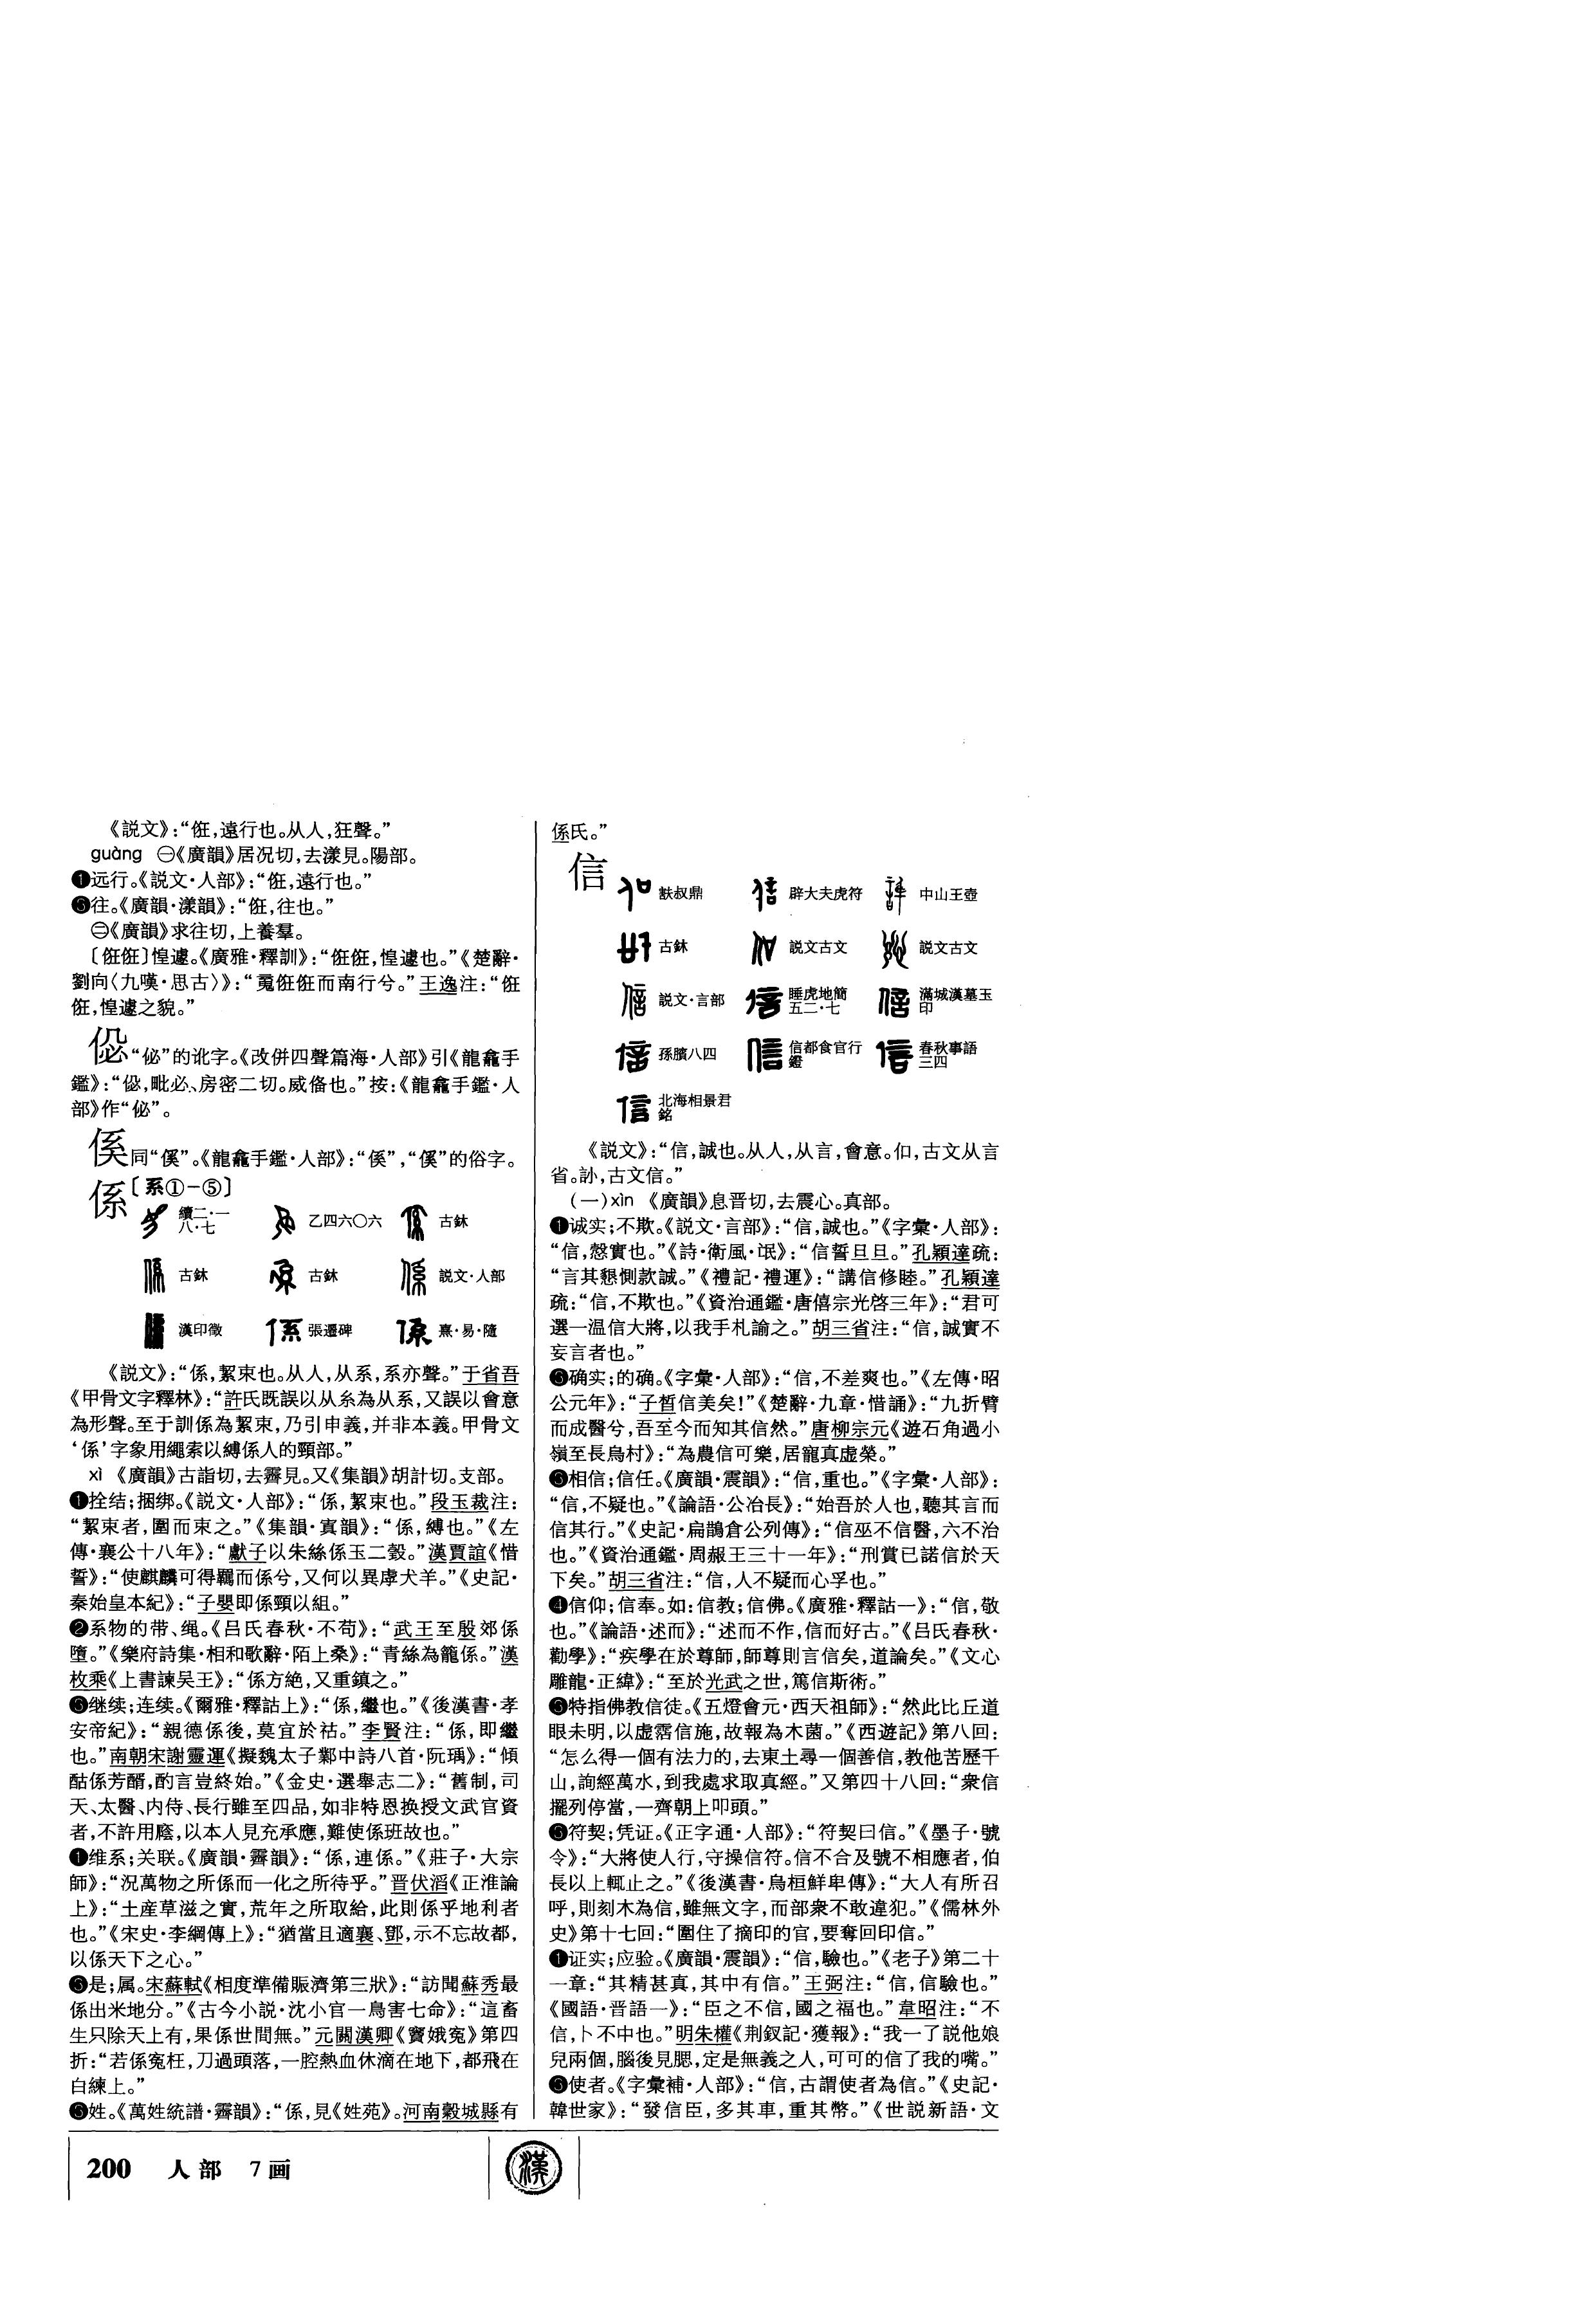 《説文》：“俇，遠行也。从人，狂聲。”
guàng ㊀《廣韻》居况切，去漾見。陽部。
❶远行。《説文·人部》：“俇，遠行也。”
往。《廣韻·漾韻》：“俇，往也。”
㊁《廣韻》求往切，上養羣。
〔俇俇〕惶遽。《廣雅·釋訓》：“俇俇，惶遽也。”《楚辭·
劉向〈九嘆·思古〉》：“䰟俇俇而南行兮。”王逸注：“俇
俇，惶遽之貌。”
“佖”的讹字。《改併四聲篇海·人部》引《龍龕手
鑑》：“，毗必、房密二切。威俻也。”按：《龍龕手鑑·人
部》作“佖”。
同“傒”。《龍龕手鑑·人部》：“”，“傒”的俗字。
係〔系①－⑤〕
續二·一八·七 乙四六〇六 古鉨
古鉨 古鉨 説文·人部
漢印徵 張遷碑 熹·易·隨
《説文》：“係，絜束也。从人，从系，系亦聲。”于省吾
《甲骨文字釋林》：“許氏既誤以从糸為从系，又誤以會意
為形聲。至于訓係為絜束，乃引申義，并非本義。甲骨文
‘係’字象用繩索以縛係人的頸部。”
xì 《廣韻》古詣切，去霽見。又《集韻》胡計切。支部。
❶拴结；捆绑。《説文·人部》：“係，絜束也。”段玉裁注：
“絜束者，圍而束之。”《集韻·寘韻》：“係，縛也。”《左
傳·襄公十八年》：“獻子以朱絲係玉二瑴。”漢賈誼《惜
誓》：“使麒麟可得羈而係兮，又何以異虖犬羊。”《史記·
秦始皇本紀》：“子嬰即係頸以組。”
❷系物的带、绳。《吕氏春秋·不苟》：“武王至殷郊係
墮。”《樂府詩集·相和歌辭·陌上桑》：“青絲為籠係。”漢
枚乘《上書諫吴王》：“係方絶，又重鎮之。”
继续；连续。《爾雅·釋詁上》：“係，繼也。”《後漢書·孝
安帝紀》：“親德係後，莫宜於祜。”李賢注：“係，即繼
也。”南朝宋謝靈運《擬魏太子鄴中詩八首·阮瑀》：“傾
酤係芳醑，酌言豈終始。”《金史·選舉志二》：“舊制，司
天、太醫、内侍、長行雖至四品，如非特恩换授文武官資
者，不許用廕，以本人見充承應，難使係班故也。”
维系；关联。《廣韻·霽韻》：“係，連係。”《莊子·大宗
師》：“況萬物之所係而一化之所待乎。”晋伏滔《正淮論
上》：“土産草滋之實，荒年之所取給，此則係乎地利者
也。”《宋史·李綱傳上》：“猶當且適襄、鄧，示不忘故都，
以係天下之心。”
是；属。宋蘇軾《相度準備賑濟第三狀》：“訪聞蘇秀最
係出米地分。”《古今小説·沈小官一鳥害七命》：“這畜
生只除天上有，果係世間無。”元關漢卿《竇娥冤》第四
折：“若係冤枉，刀過頭落，一腔熱血休滴在地下，都飛在
白練上。”
姓。《萬姓統譜·霽韻》：“係，見《姓苑》。河南穀城縣有
係氏。”
信
㝬叔鼎 辟大夫虎符 中山王壺
古鉨 説文古文 説文古文
説文·言部 睡虎地簡五二·七 滿城漢墓玉印
孫臏八四 信都食官行鐙 春秋事語三四
北海相景君銘
《説文》：“信，誠也。从人，从言，會意。㐰，古文从言
省。訫，古文信。”
（一）xìn 《廣韻》息晋切，去震心。真部。
❶诚实；不欺。《説文·言部》：“信，誠也。”《字彙·人部》：
“信，慤實也。”《詩·衛風·氓》：“信誓旦旦。”孔穎達疏：
“言其懇惻款誠。”《禮記·禮運》：“講信修睦。”孔穎達
疏：“信，不欺也。”《資治通鑑·唐僖宗光啓三年》：“君可
選一温信大將，以我手札諭之。”胡三省注：“信，誠實不
妄言者也。”
确实；的确。《字彙·人部》：“信，不差爽也。”《左傳·昭
公元年》：“子晳信美矣！”《楚辭·九章·惜誦》：“九折臂
而成醫兮，吾至今而知其信然。”唐柳宗元《遊石角過小
嶺至長烏村》：“為農信可樂，居寵真虚榮。”
❸相信；信任。《廣韻·震韻》：“信，重也。”《字彙·人部》：
“信，不疑也。”《論語·公冶長》：“始吾於人也，聽其言而
信其行。”《史記·扁鵲倉公列傳》：“信巫不信醫，六不治
也。”《資治通鑑·周赧王三十一年》：“刑賞已諾信於天
下矣。”胡三省注：“信，人不疑而心孚也。”
❹信仰；信奉。如：信教；信佛。《廣雅·釋詁一》：“信，敬
也。”《論語·述而》：“述而不作，信而好古。”《吕氏春秋·
勸學》：“疾學在於尊師，師尊則言信矣，道論矣。”《文心
雕龍·正緯》：“至於光武之世，篤信斯術。”
特指佛教信徒。《五燈會元·西天祖師》：“然此比丘道
眼未明，以虚霑信施，故報為木菌。”《西遊記》第八回：
“怎么得一個有法力的，去東土尋一個善信，教他苦歷千
山，詢經萬水，到我處求取真經。”又第四十八回：“衆信
擺列停當，一齊朝上叩頭。”
符契；凭证。《正字通·人部》：“符契曰信。”《墨子·號
令》：“大將使人行，守操信符。信不合及號不相應者，伯
長以上輒止之。”《後漢書·烏桓鮮卑傳》：“大人有所召
呼，則刻木為信，雖無文字，而部衆不敢違犯。”《儒林外
史》第十七回：“圍住了摘印的官，要奪回印信。”
证实；应验。《廣韻·震韻》：“信，驗也。”《老子》第二十
一章：“其精甚真，其中有信。”王弼注：“信，信驗也。”
《國語·晋語一》：“臣之不信，國之福也。”韋昭注：“不
信，卜不中也。”明朱權《荆釵記·獲報》：“我一了説他娘
兒兩個，腦後見腮，定是無義之人，可可的信了我的嘴。”
使者。《字彙補·人部》：“信，古謂使者為信。”《史記·
韓世家》：“發信臣，多其車，重其幣。”《世説新語·文
200 人部 7画
漢